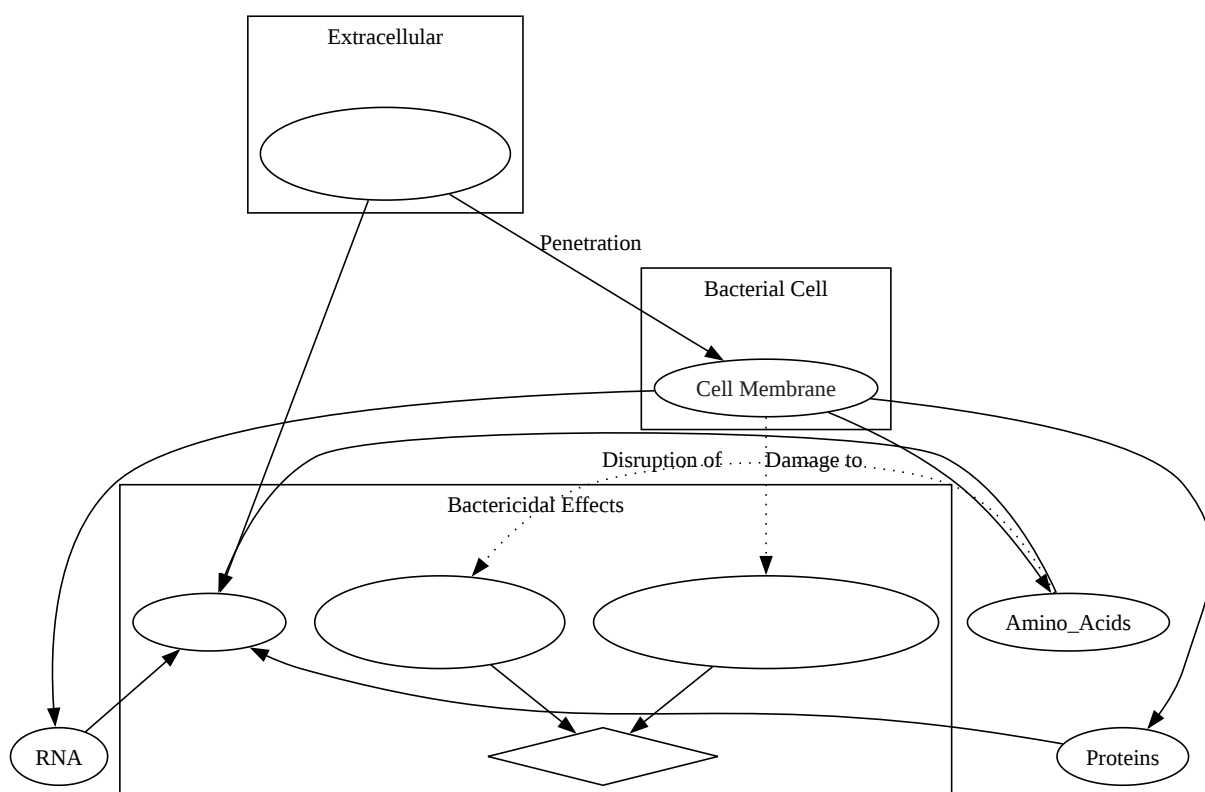 Extracellular
Penetration
Bacterial Cell
Cell Membrane
Disruption of
Damage to
Bactericidal Effects
Amino_Acids
RNA
Proteins